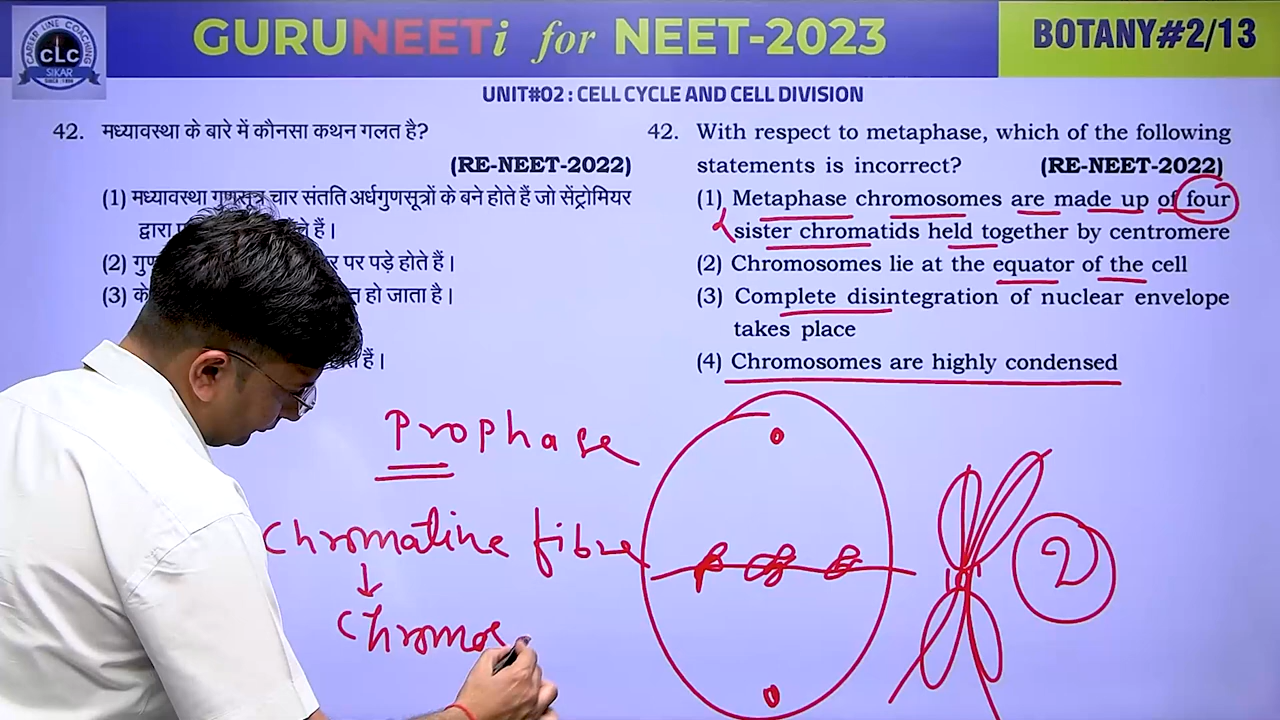 CAREER LINE COACHING
CLC
SIKAR
SINCE : 1996
GURUNEETi for NEET-2023
BOTANY#2/13
UNIT#02 : CELL CYCLE AND CELL DIVISION
42. मध्यावस्था के बारे में कौनसा कथन गलत है?
(RE-NEET-2022)
(1) मध्यावस्था गुणसूत्र चार संतति अर्धगुणसूत्रों के बने होते हैं जो सेंट्रोमियर
द्वारा हैं।
(2) पर पड़े होते हैं।
(3) हो जाता है।
हैं।
42. With respect to metaphase, which of the following
statements is incorrect? (RE-NEET-2022)
(1) Metaphase chromosomes are made up of four
sister chromatids held together by centromere
(2) Chromosomes lie at the equator of the cell
(3) Complete disintegration of nuclear envelope
takes place
(4) Chromosomes are highly condensed
Prophase
Chromatine fibre
Chromos
2